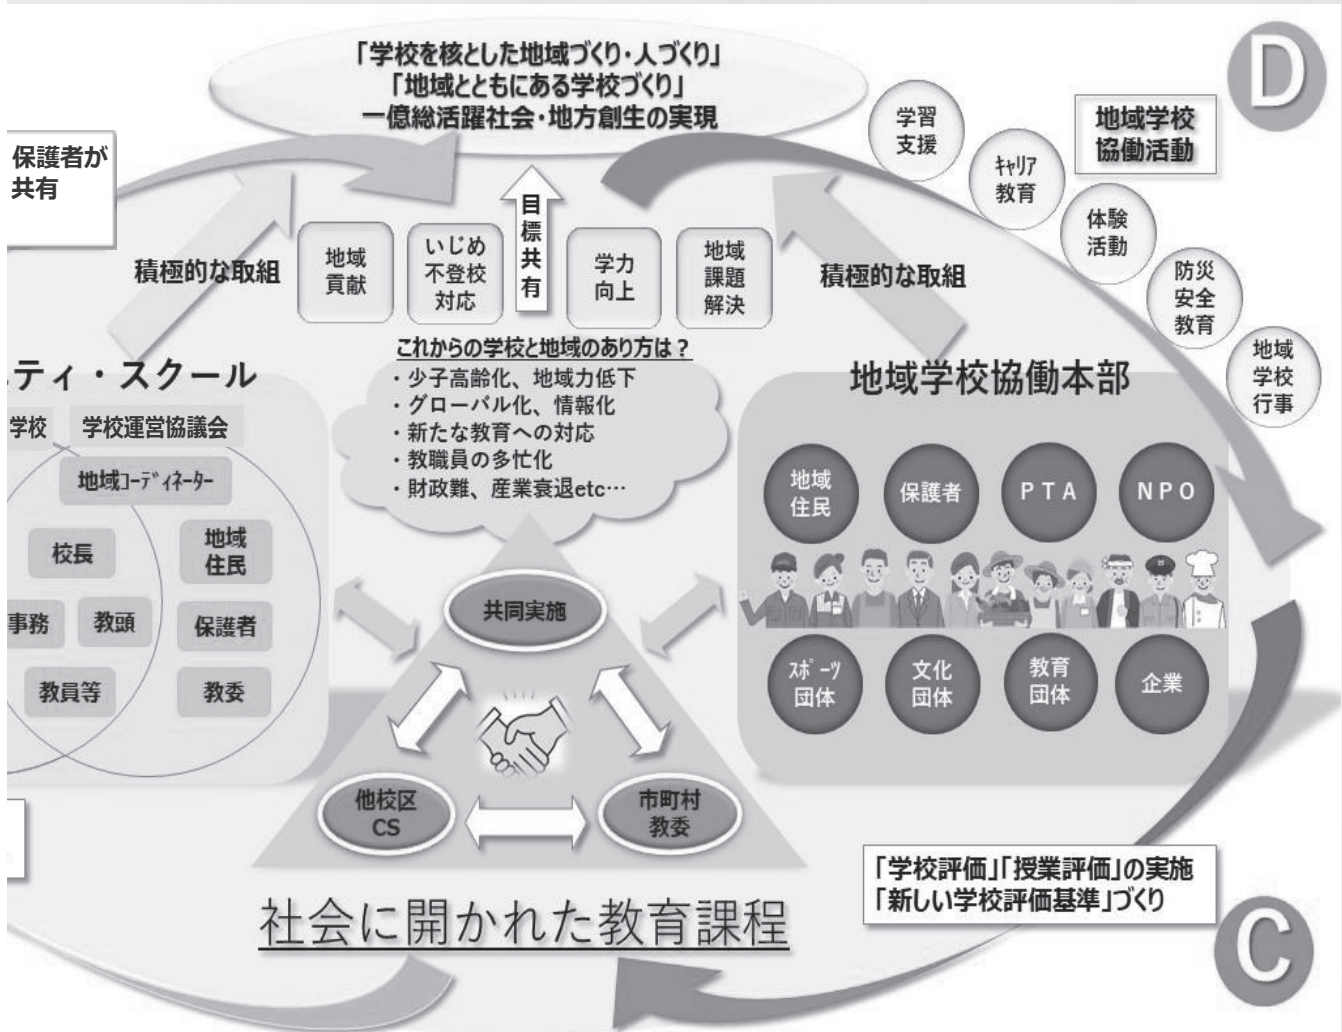 「学校を核とした地域づくり・人づくり」
「地域とともにある学校づくり」
一億総活躍社会・地方創生の実現
D
学習
支援
地域学校
協働活動
保護者が
共有
ｷｬﾘｱ
教育
体験
活動
防災
安全
教育
地域
学校
行事
目
標
共
有
積極的な取組
地域
貢献
いじめ
不登校
対応
学力
向上
地域
課題
解決
積極的な取組
これからの学校と地域のあり方は？
・少子高齢化、地域力低下
・グローバル化、情報化
・新たな教育への対応
・教職員の多忙化
・財政難、産業衰退etc…
ティ・スクール
学校
学校運営協議会
地域ｺｰﾃﾞｨﾈｰﾀｰ
校長
地域
住民
事務
教頭
保護者
教員等
教委
地域学校協働本部
地域
住民
保護者
ＰＴＡ
ＮＰＯ
ｽﾎﾟｰﾂ
団体
文化
団体
教育
団体
企業
共同実施
他校区
CS
市町村
教委
「学校評価」「授業評価」の実施
「新しい学校評価基準」づくり
社会に開かれた教育課程
C